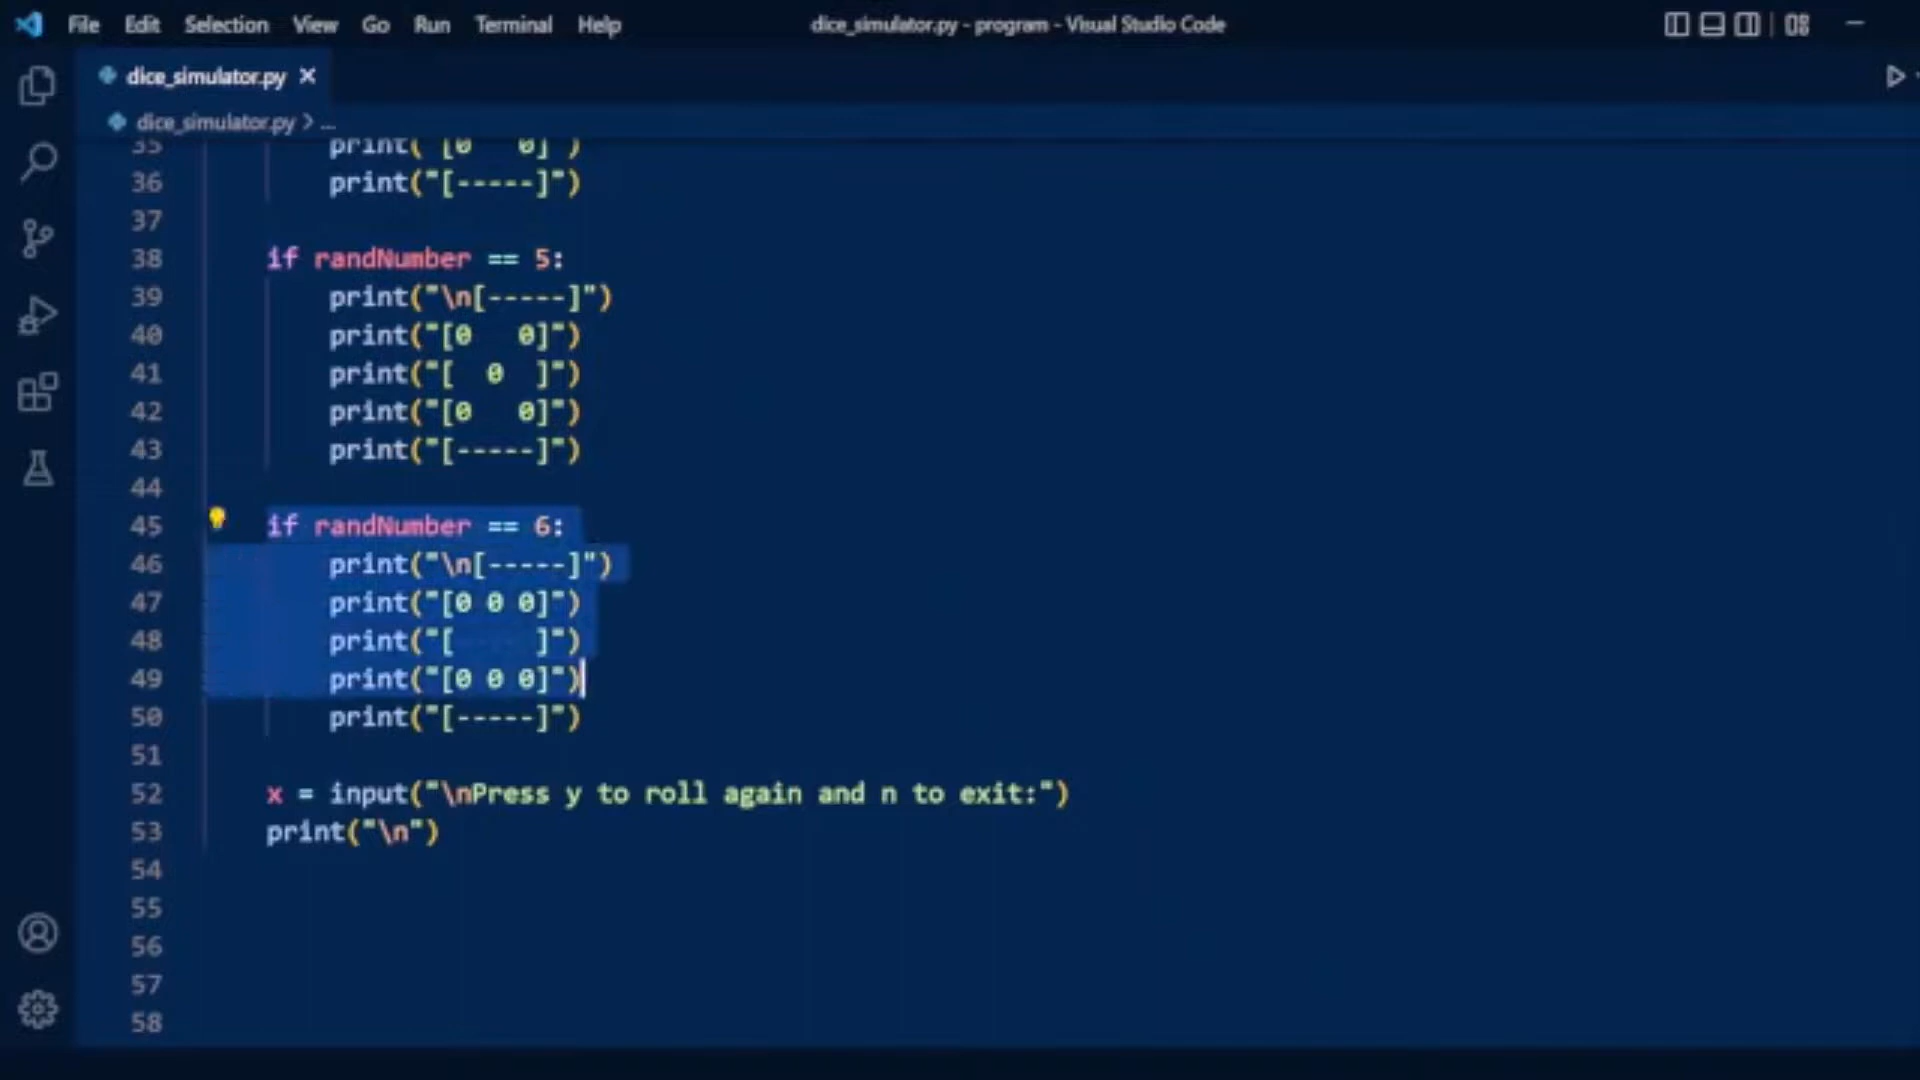 File Edit Selection View Go Run Terminal Help dice_simulator.py - program - Visual Studio Code
dice_simulator.py
dice_simulator.py > ...
35 print("[0   0]")
36 print("[-----]")
37
38 if randNumber == 5:
39 print("\n[-----]")
40 print("[0   0]")
41 print("[  0  ]")
42 print("[0   0]")
43 print("[-----]")
44
45 if randNumber == 6:
46 print("\n[-----]")
47 print("[0 0 0]")
48 print("[     ]")
49 print("[0 0 0]")
50 print("[-----]")
51
52 x = input("\nPress y to roll again and n to exit:")
53 print("\n")
54
55
56
57
58